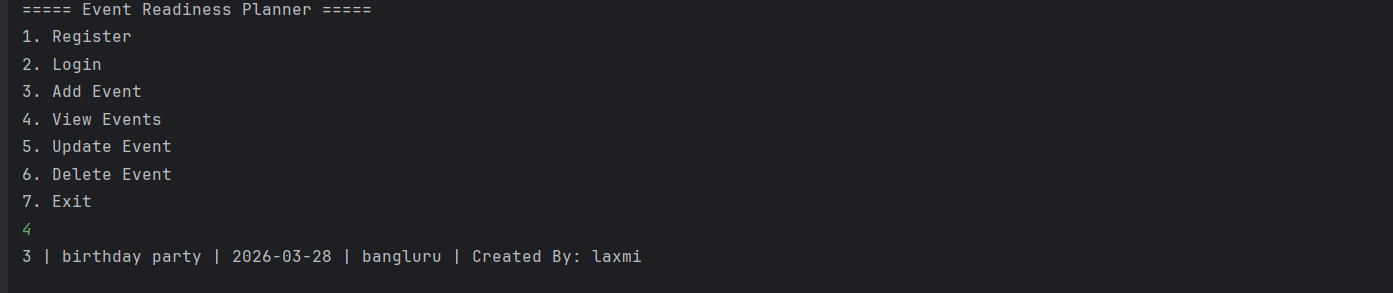 ===== Event Readiness Planner =====
1. Register
2. Login
3. Add Event
4. View Events
5. Update Event
6. Delete Event
7. Exit
4
3 | birthday party | 2026-03-28 | bangluru | Created By: laxmi